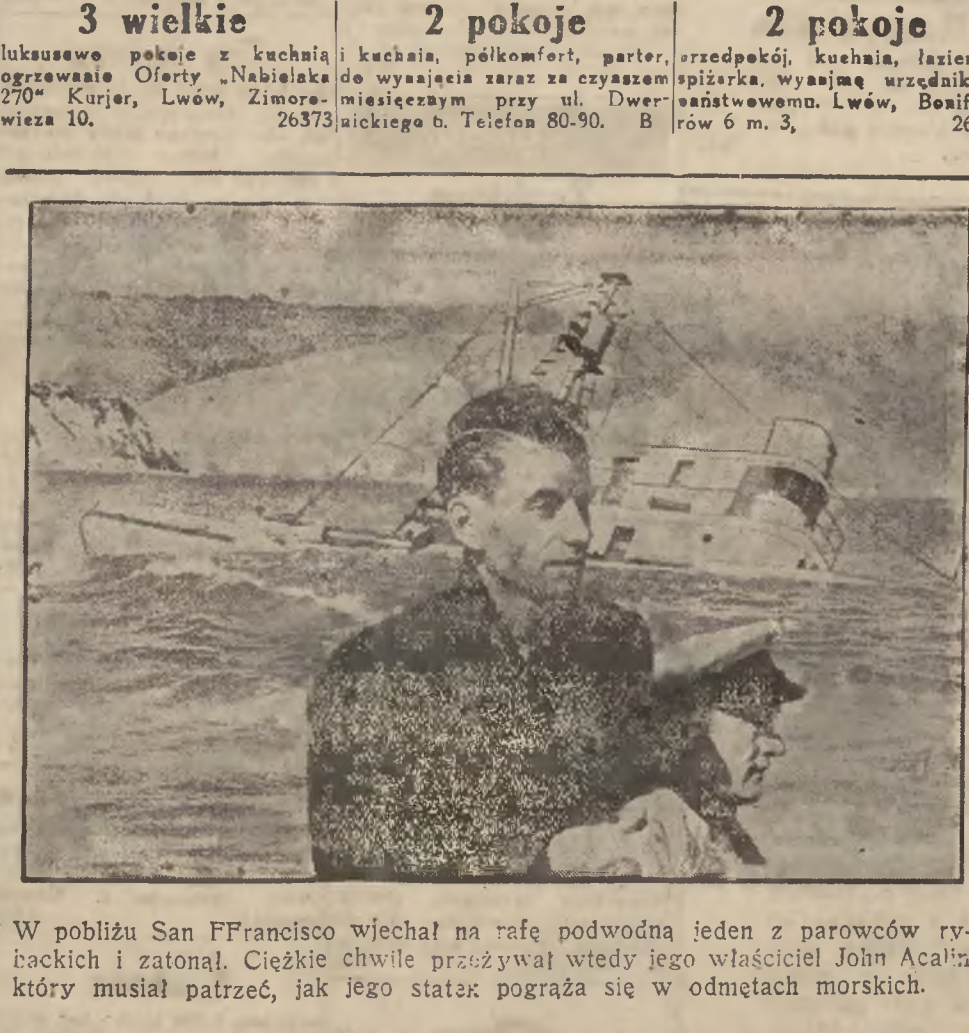 3 wielkie
luksusowe pokoje z kuchnią
ogrzewanie Oferty „Nabielaka
270" Kurjer, Lwów, Zimoro-
wicza 10. 26373
2 pokoje
i kuchnia, półkomfort, parter,
do wynajęcia zaraz za czynszem
miesięcznym przy ul. Dwer-
nickiego 6. Telefon 80-90. B
2 pokoje
przedpokój, kuchnia, łazien
spiżarka, wynajmę urzędnik
państwowemu. Lwów, Bonif
rów 6 m. 3, 26
W pobliżu San FFrancisco wjechał na rafę podwodną jeden z parowców ry-
backich i zatonął. Ciężkie chwile przeżywał wtedy jego właściciel John Acalin
który musiał patrzeć, jak jego statek pogrąża się w odmętach morskich.